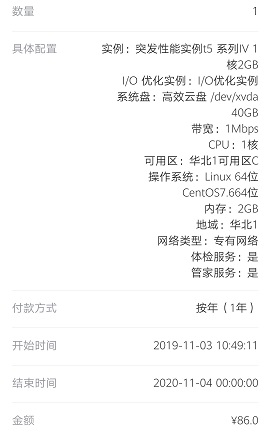 数量 1
具体配置 实例：突发性能实例t5 系列IV 1
核2GB
I/O 优化实例：I/O优化实例
系统盘：高效云盘 /dev/xvda
40GB
带宽：1Mbps
CPU：1核
可用区：华北1可用区C
操作系统：Linux 64位
CentOS7.664位
内存：2GB
地域：华北1
网络类型：专有网络
体检服务：是
管家服务：是
付款方式 按年（1年）
开始时间 2019-11-03 10:49:11
结束时间 2020-11-04 00:00:00
金额 ¥86.0